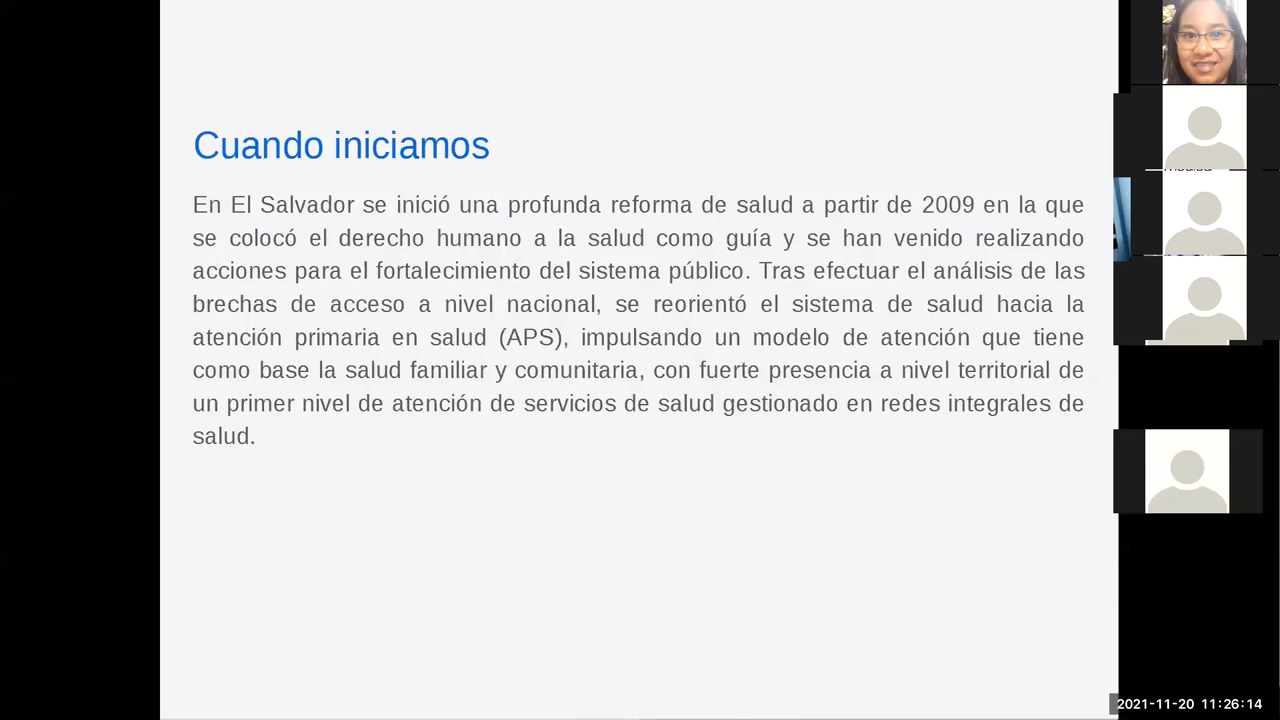 Cuando iniciamos
En El Salvador se inició una profunda reforma de salud a partir de 2009 en la que
se colocó el derecho humano a la salud como guía y se han venido realizando
acciones para el fortalecimiento del sistema público. Tras efectuar el análisis de las
brechas de acceso a nivel nacional, se reorientó el sistema de salud hacia la
atención primaria en salud (APS), impulsando un modelo de atención que tiene
como base la salud familiar y comunitaria, con fuerte presencia a nivel territorial de
un primer nivel de atención de servicios de salud gestionado en redes integrales de
salud.
2021-11-20 11:26:14